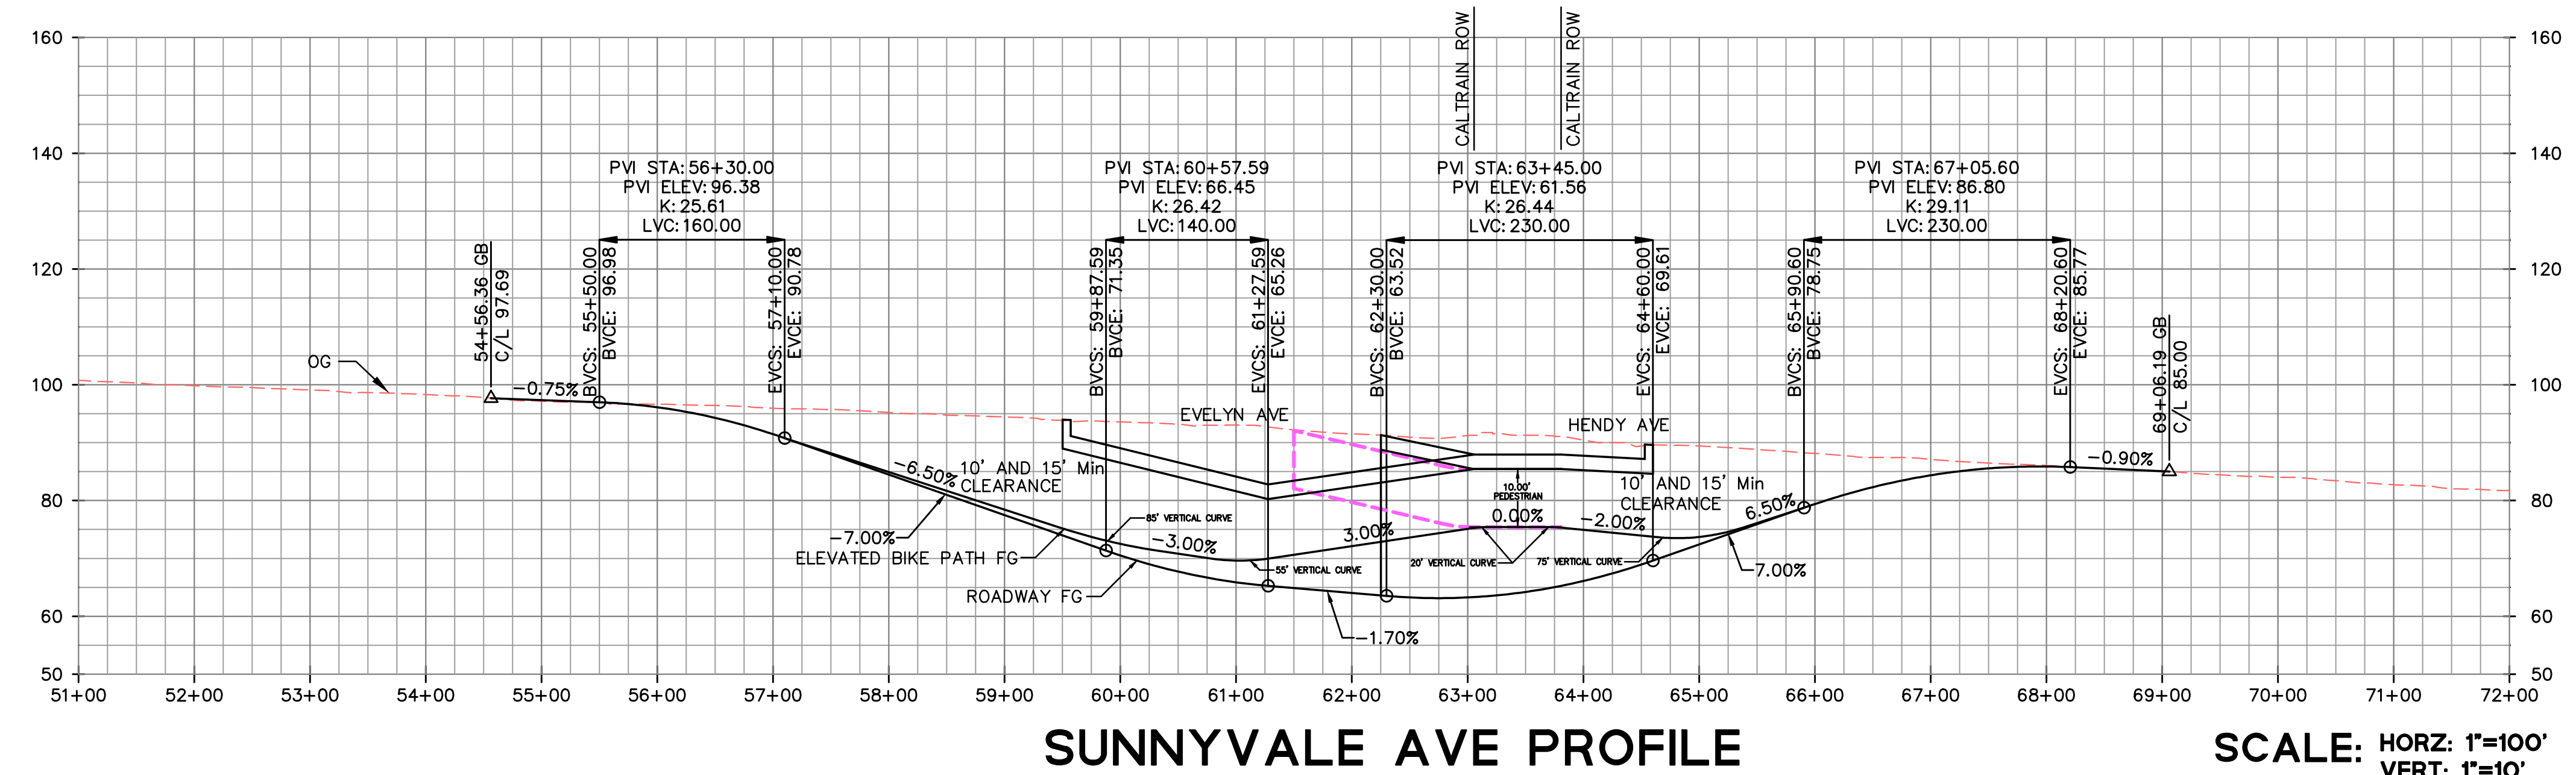 CALTRAIN ROW
CALTRAIN ROW
160
160
140
140
120
120
100
100
80
80
60
60
50
50
PVI STA: 56+30.00
PVI ELEV: 96.38
K: 25.61
LVC: 160.00
PVI STA: 60+57.59
PVI ELEV: 66.45
K: 26.42
LVC: 140.00
PVI STA: 63+45.00
PVI ELEV: 61.56
K: 26.44
LVC: 230.00
PVI STA: 67+05.60
PVI ELEV: 86.80
K: 29.11
LVC: 230.00
54+56.36 GB
C/L 97.69
BVCS: 55+50.00
BVCE: 96.98
EVCS: 57+10.00
EVCE: 90.78
BVCS: 59+87.59
BVCE: 71.35
EVCS: 61+27.59
EVCE: 65.26
BVCS: 62+30.00
BVCE: 63.52
EVCS: 64+60.00
EVCE: 69.61
BVCS: 65+90.60
BVCE: 78.75
EVCS: 68+20.60
EVCE: 85.77
69+06.19 GB
C/L 85.00
OG
-0.75%
EVELYN AVE
HENDY AVE
-6.50%
10' AND 15' Min
CLEARANCE
10' AND 15' Min
CLEARANCE
-0.90%
10.00'
PEDESTRIAN
0.00%
-2.00%
6.50%
85' VERTICAL CURVE
-7.00%
-3.00%
3.00%
ELEVATED BIKE PATH FG
55' VERTICAL CURVE
20' VERTICAL CURVE
75' VERTICAL CURVE
7.00%
ROADWAY FG
-1.70%
51+00
52+00
53+00
54+00
55+00
56+00
57+00
58+00
59+00
60+00
61+00
62+00
63+00
64+00
65+00
66+00
67+00
68+00
69+00
70+00
71+00
72+00
SUNNYVALE AVE PROFILE
SCALE: HORZ: 1"=100'
VERT: 1"=10'